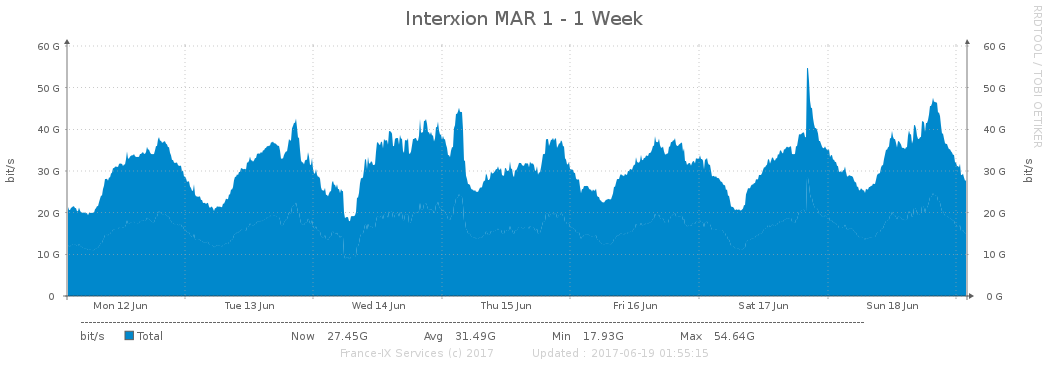 Interxion MAR 1 - 1 Week
RRDTOOL / TOBI OETIKER
bit/s
bit/s
60 G 60 G
50 G 50 G
40 G 40 G
30 G 30 G
20 G 20 G
10 G 10 G
0 0 G
Mon 12 Jun Tue 13 Jun Wed 14 Jun Thu 15 Jun Fri 16 Jun Sat 17 Jun Sun 18 Jun
bit/s Total Now 27.45G Avg 31.49G Min 17.93G Max 54.64G
France-IX Services (c) 2017 Updated : 2017-06-19 01:55:15